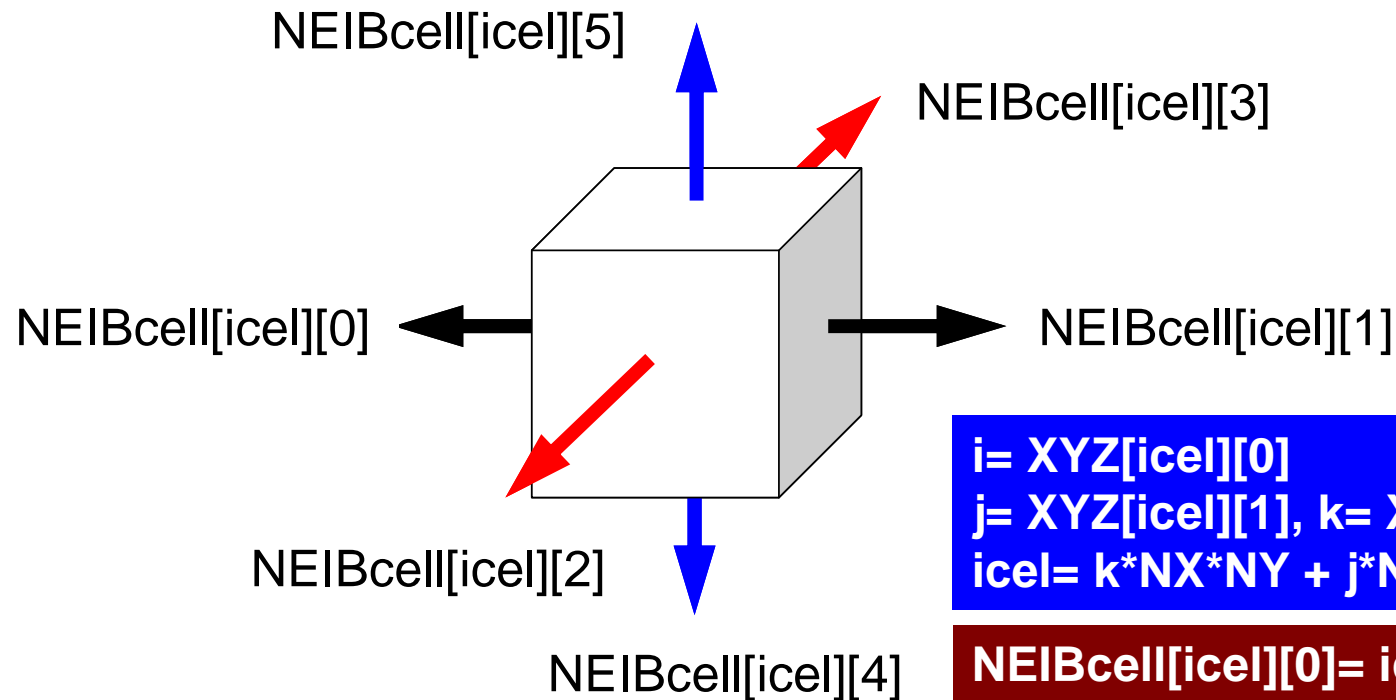 NEIBcell[icel][5]
NEIBcell[icel][3]
NEIBcell[icel][0]
NEIBcell[icel][1]
i= XYZ[icel][0]
j= XYZ[icel][1], k=
icel= k*NX*NY +
NEIBcell[icel][2]
NEIBcell[icel][4]
NEIBcell[icel][0]=